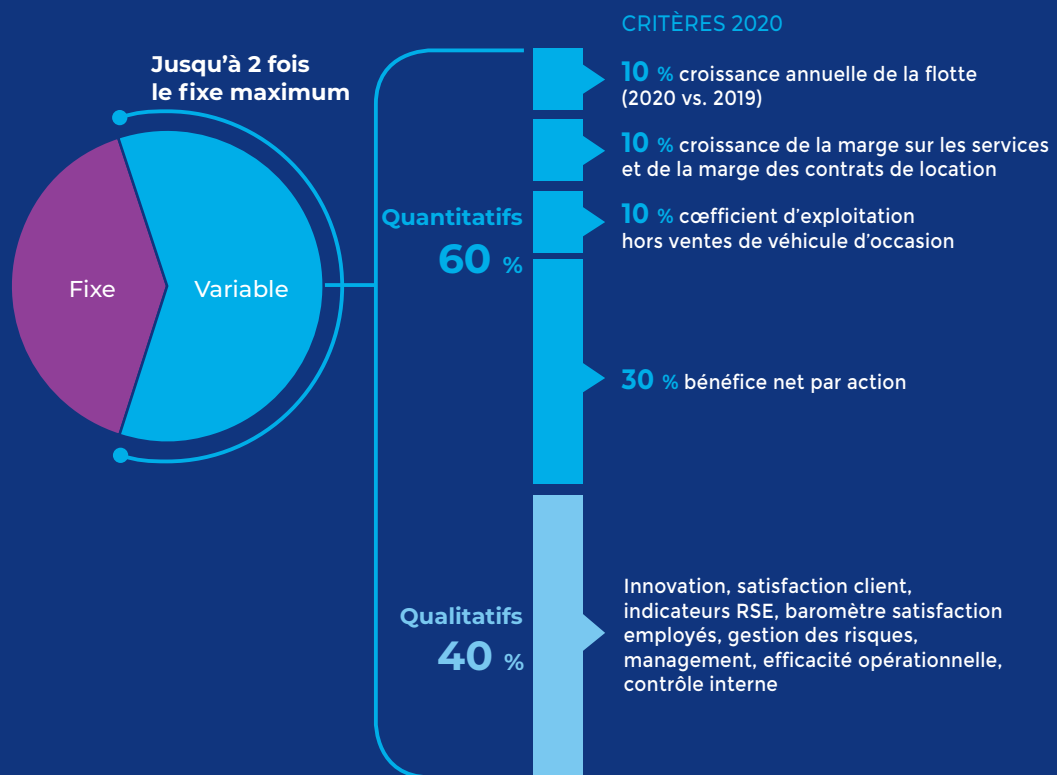 CRITÈRES 2020
Jusqu'à 2 fois
le fixe maximum
Fixe
Variable
Quantitatifs
60 %
10 % croissance annuelle de la flotte
(2020 vs. 2019)
10 % croissance de la marge sur les services
et de la marge des contrats de location
10 % cœfficient d'exploitation
hors ventes de véhicule d'occasion
30 % bénéfice net par action
Qualitatifs
40 %
Innovation, satisfaction client,
indicateurs RSE, baromètre satisfaction
employés, gestion des risques,
management, efficacité opérationnelle,
contrôle interne